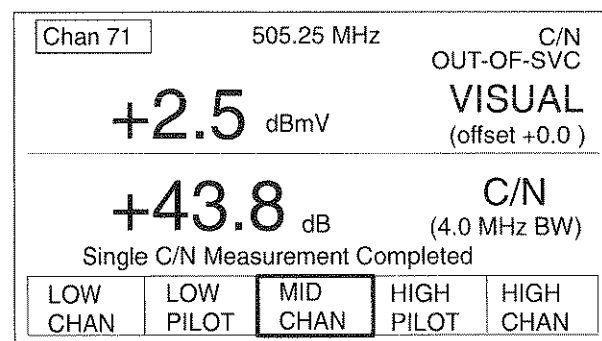 Chan 71 505.25 MHz C/N
OUT-OF-SVC
+2.5 dBmV VISUAL
(offset +0.0 )
+43.8 dB C/N
(4.0 MHz BW)
Single C/N Measurement Completed
LOW CHAN
LOW PILOT
MID CHAN
HIGH PILOT
HIGH CHAN